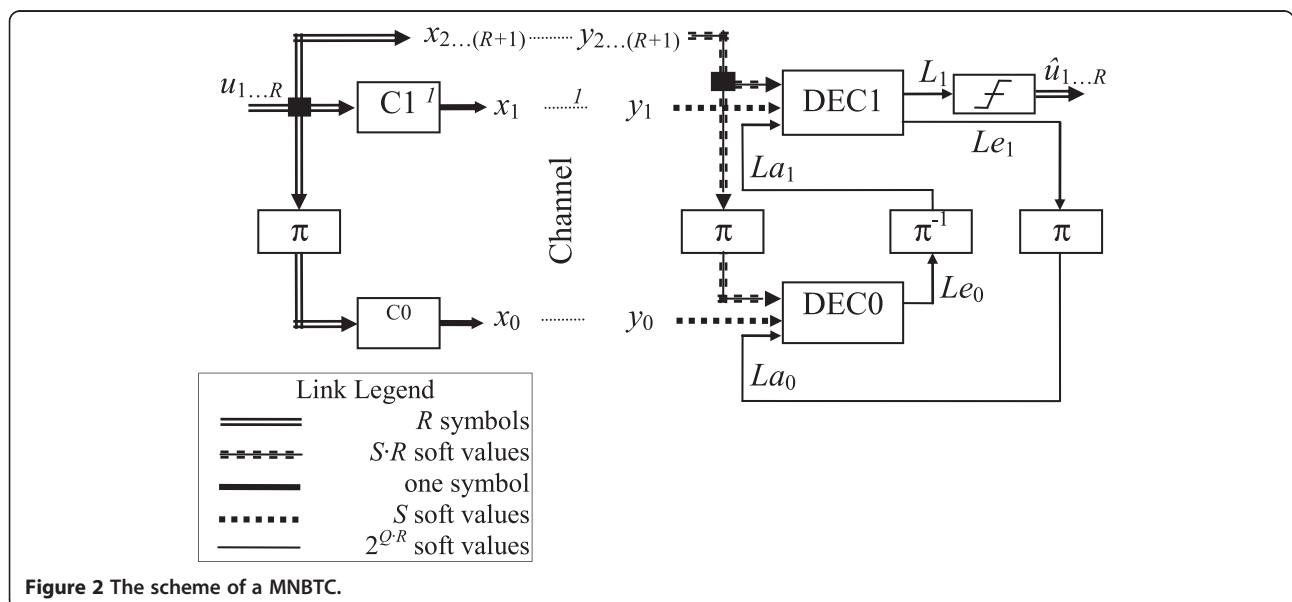 x2…(R+1) ........... y2…(R+1)
u1…R
C1 1
x1 ....... 1 y1
DEC1
L1
û1…R
Le1
La1
Channel
π
π
π-1
π
C0
x0 ........... y0
DEC0
Le0
La0
Link Legend
R symbols
S·R soft values
one symbol
S soft values
2Q·R soft values
Figure 2 The scheme of a MNBTC.